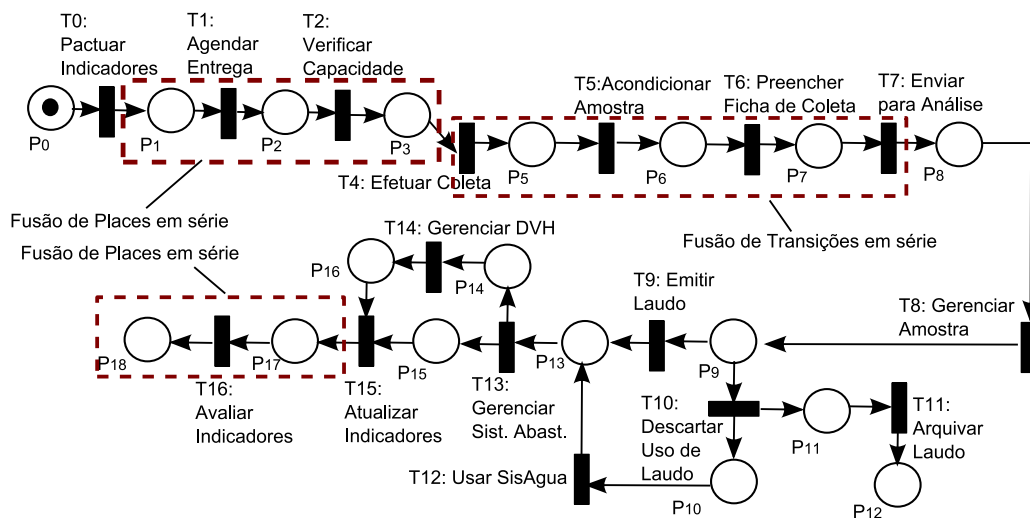 T0:
Pactuar
Indicadores
T1:
Agendar
Entrega
T2:
Verificar
Capacidade
T5:Acondicionar
Amostra
T6: Preencher
Ficha de Coleta
T7: Enviar
para Análise
P0
P1
P2
P3
T4: Efetuar Coleta
P5
P6
P7
P8
Fusão de Places em série
Fusão de Places em série
Fusão de Transições em série
T14: Gerenciar DVH
P16
P14
T9: Emitir
Laudo
T8: Gerenciar
Amostra
P18
P17
P15
P13
P9
T16:
Avaliar
Indicadores
T15:
Atualizar
Indicadores
T13:
Gerenciar
Sist. Abast.
T10:
Descartar
Uso de
Laudo
P11
T11:
Arquivar
Laudo
T12: Usar SisAgua
P10
P12